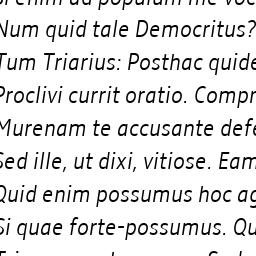 si enim ad populum me voc
Num quid tale Democritus?
Tum Triarius: Posthac quide
Proclivi currit oratio. Compr
Murenam te accusante defe
Sed ille, ut dixi, vitiose. Eam
Quid enim possumus hoc ag
Si quae forte-possumus. Qu